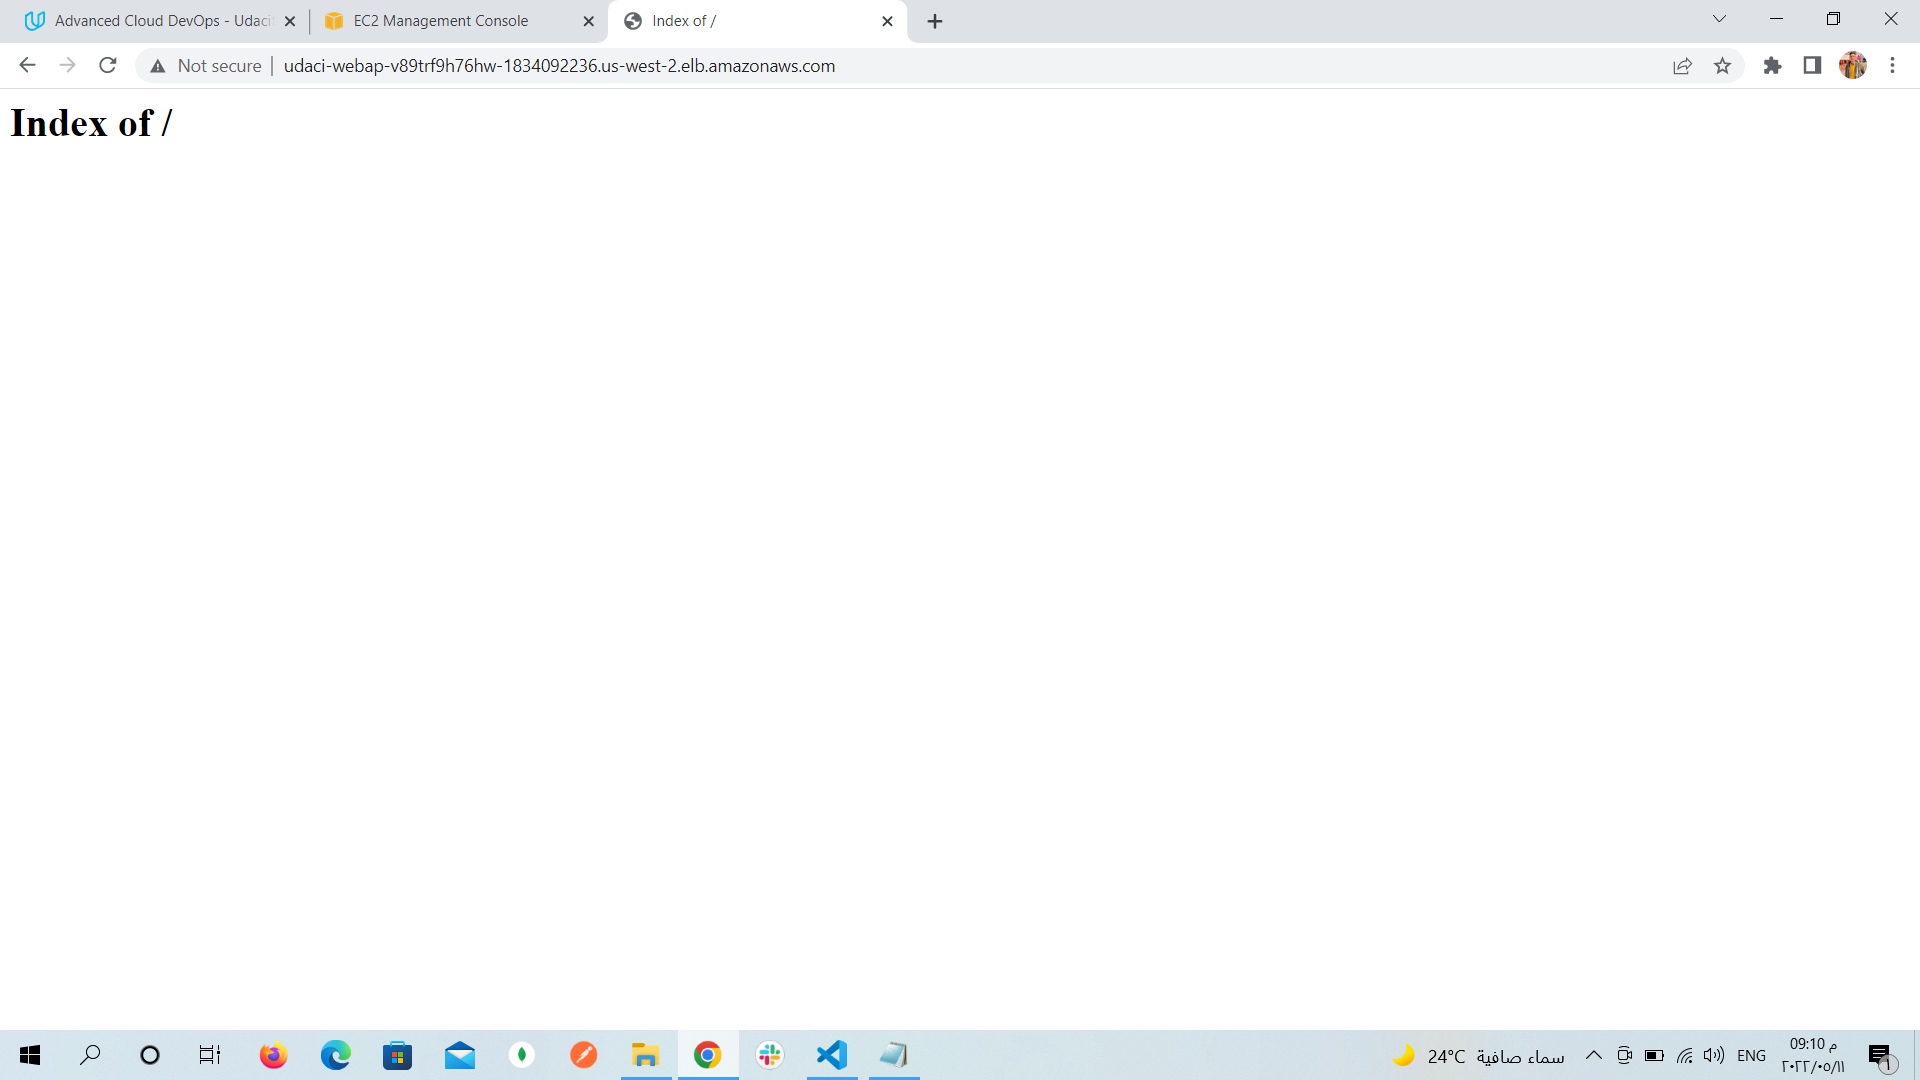 Advanced Cloud DevOps - Udaci
EC2 Management Console
Index of /
Not secure
udaci-webap-v89trf9h76hw-1834092236.us-west-2.elb.amazonaws.com
Index of /
24°C سماء صافية
ENG
09:10 م
٢٠٢٢/٠٥/١١
١